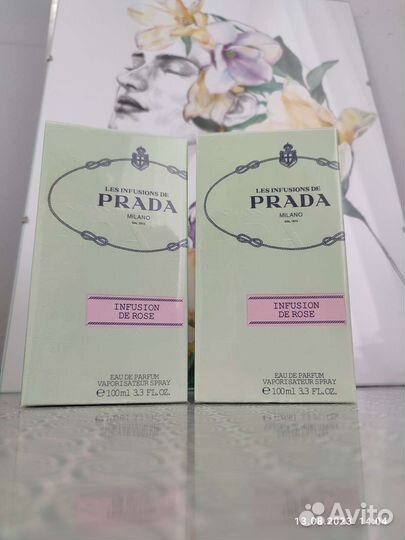 LES INFUSIONS DE
PRADA
MILANO
DAL 1913
INFUSION
DE ROSE
EAU DE PARFUM
VAPORISATEUR SPRAY
e 100ml 3.3 FL.OZ.
LES INFUSIONS DE
PRADA
MILANO
DAL 1913
INFUSION
DE ROSE
EAU DE PARFUM
VAPORISATEUR SPRAY
e 100ml 3.3 FL.OZ.
Avito
13.08.2023 14:04